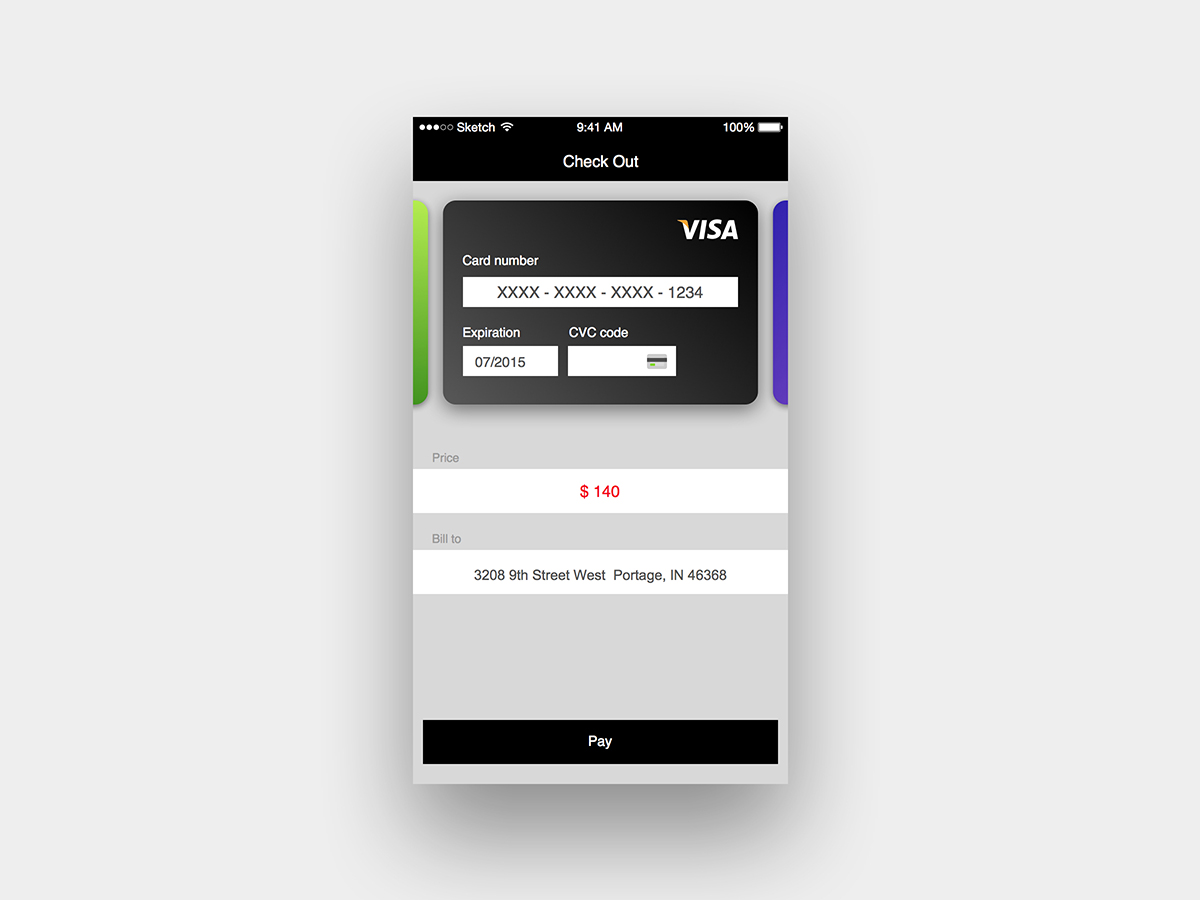 Sketch 9:41 AM 100%
Check Out
VISA
Card number
XXXX - XXXX - XXXX - 1234
Expiration CVC code
07/2015
Price
$ 140
Bill to
3208 9th Street West  Portage, IN 46368
Pay